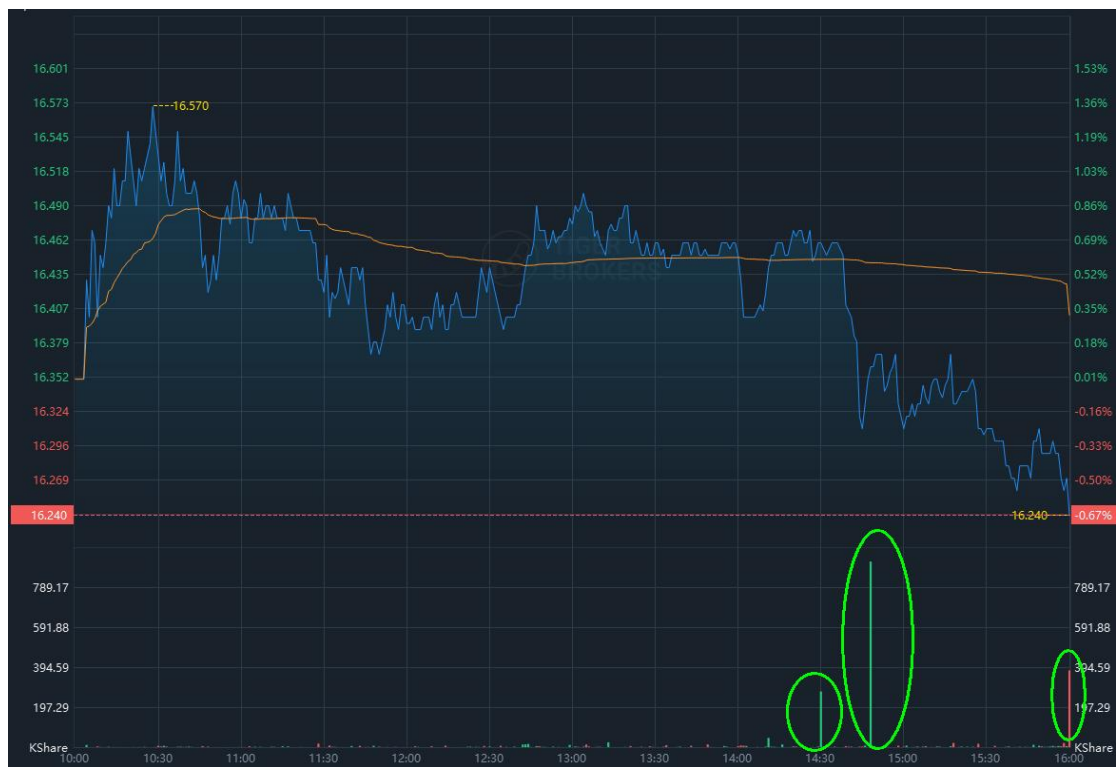 16.601 1.53%
16.573 16.570 1.36%
16.545 1.19%
16.518 1.03%
16.490 0.86%
16.462 0.69%
TIGER
BROKERS
16.435 0.52%
16.407 0.35%
16.379 0.18%
16.352 0.01%
16.324 -0.16%
16.296 -0.33%
16.269 -0.50%
16.240 16.240 -0.67%
789.17 789.17
591.88 591.88
394.59 394.59
197.29 197.29
KShare KShare
10:00 10:30 11:00 11:30 12:00 12:30 13:00 13:30 14:00 14:30 15:00 15:30 16:00